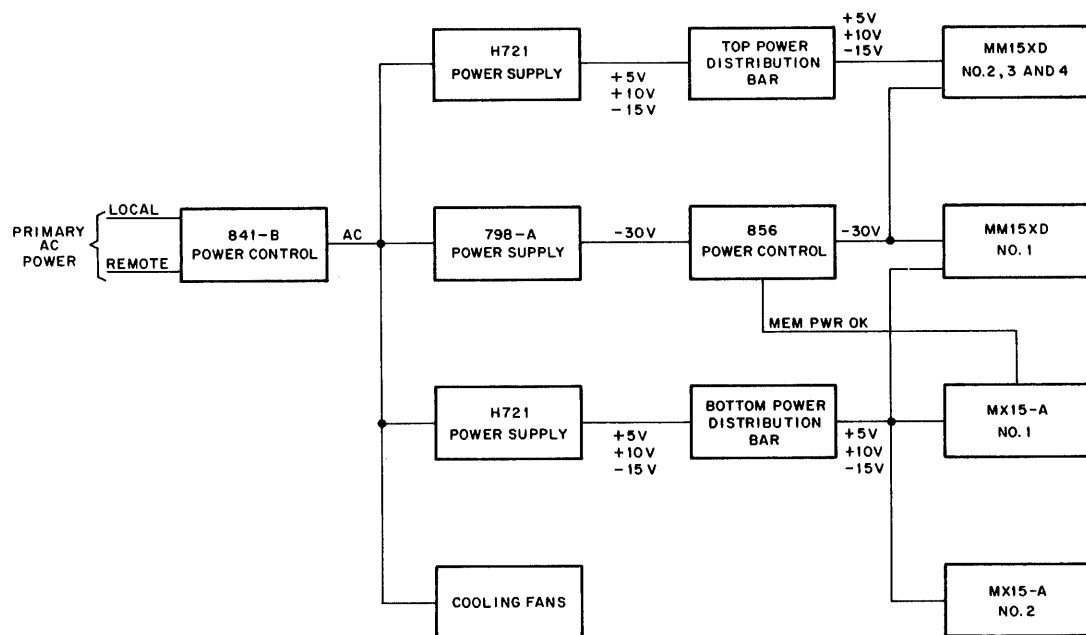 H721
POWER SUPPLY
+5V
+10V
-15V
TOP POWER
DISTRIBUTION
BAR
+5V
+10V
-15V
MM15XD
NO.2, 3 AND 4
PRIMARY
AC
POWER
LOCAL
REMOTE
841-B
POWER CONTROL
AC
798-A
POWER SUPPLY
-30V
856
POWER CONTROL
-30V
MM15XD
NO. 1
MEM PWR OK
H721
POWER SUPPLY
+5V
+10V
-15V
BOTTOM POWER
DISTRIBUTION
BAR
+5V
+10V
-15V
MX15-A
NO. 1
COOLING FANS
MX15-A
NO. 2